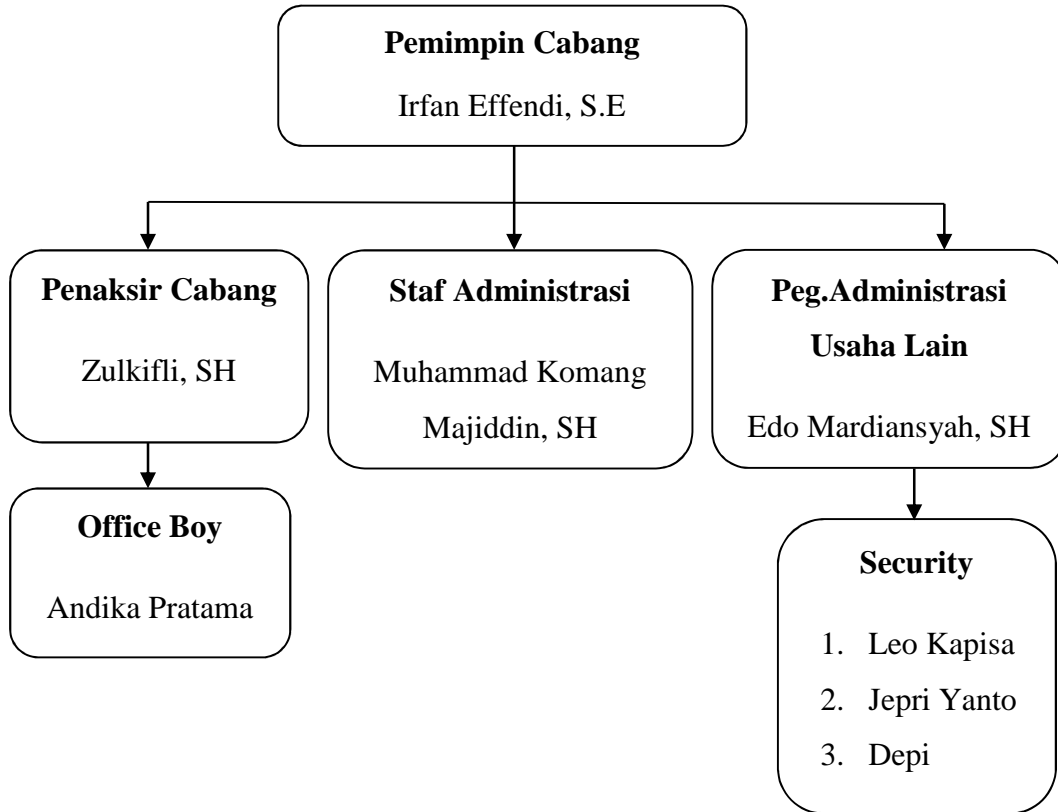 Pemimpin Cabang
Irfan Effendi, S.E
Penaksir Cabang
Zulkifli, SH
Staf Administrasi
Muhammad Komang
Majiddin, SH
Peg.Administrasi
Usaha Lain
Edo Mardiansyah, SH
Office Boy
Andika Pratama
Security
1. Leo Kapisa
2. Jepri Yanto
3. Depi